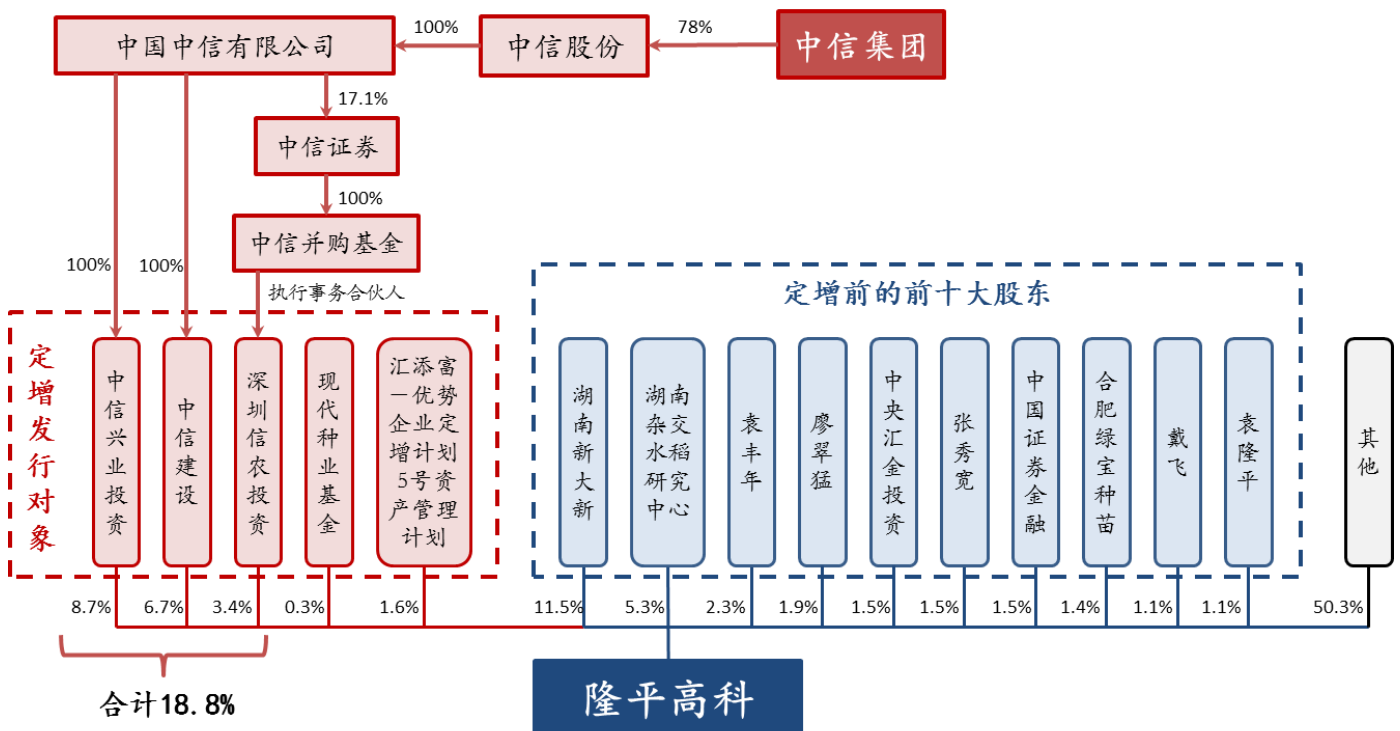 中国中信有限公司
100%
中信股份
78%
中信集团
17.1%
中信证券
100%
中信并购基金
100%
100%
执行事务合伙人
定增发行对象
中信兴业投资
中信建设
深圳信农投资
现代种业基金
汇添富
－优势
企业定
增计划
5号资
产管理
计划
定增前的前十大股东
湖南新大新
湖南
杂交
水稻
研究
中心
袁丰年
廖翠猛
中央汇金投资
张秀宽
中国证券金融
合肥绿宝种苗
戴飞
袁隆平
其他
8.7%
6.7%
3.4%
0.3%
1.6%
11.5%
5.3%
2.3%
1.9%
1.5%
1.5%
1.5%
1.4%
1.1%
1.1%
50.3%
合计18.8%
隆平高科